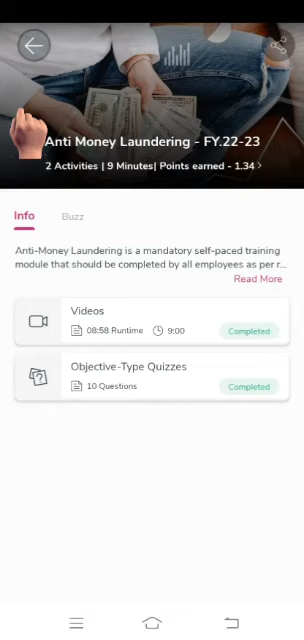 Anti Money Laundering - FY.22-23
2 Activities | 9 Minutes| Points earned - 1.34 >
Info
Buzz
Anti-Money Laundering is a mandatory self-paced training
module that should be completed by all employees as per r...
Read More
Videos
08:58 Runtime
9:00
Completed
Objective-Type Quizzes
10 Questions
Completed